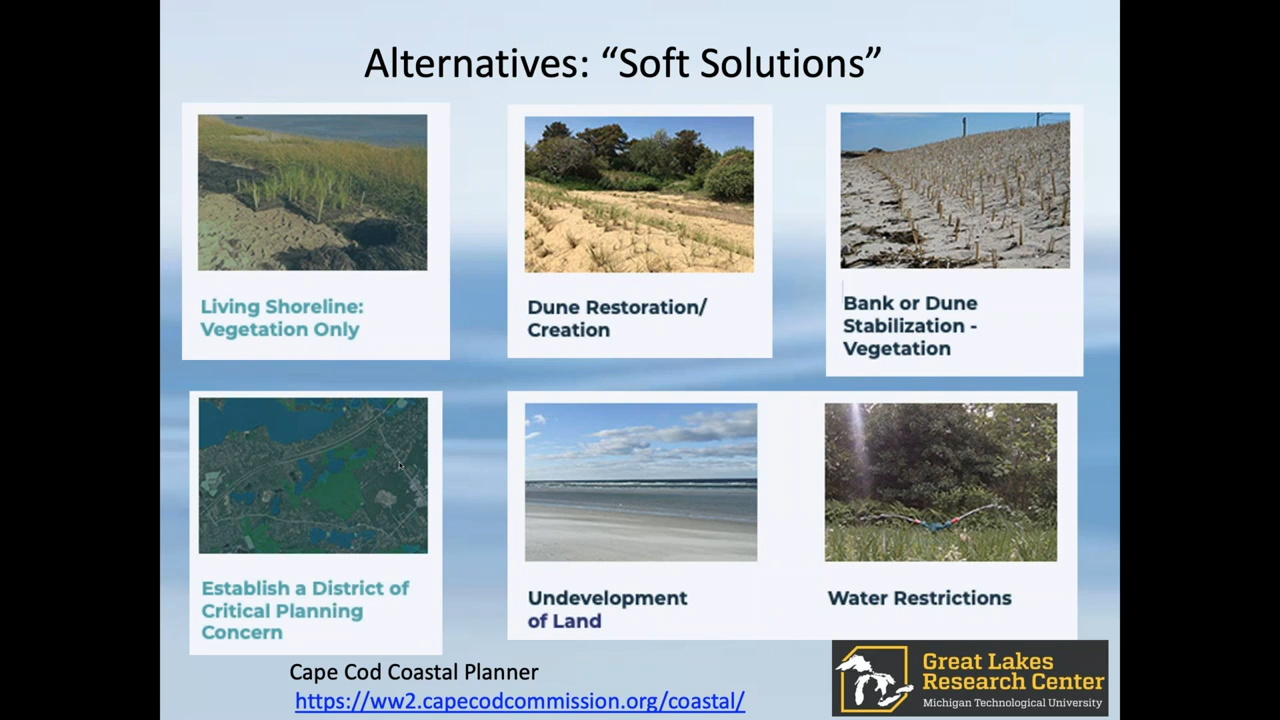 Alternatives: “Soft Solutions”
Living Shoreline:
Vegetation Only
Dune Restoration/
Creation
Bank or Dune
Stabilization -
Vegetation
Establish a District of
Critical Planning
Concern
Undevelopment
of Land
Water Restrictions
Cape Cod Coastal Planner
https://ww2.capecodcommission.org/coastal/
Great Lakes
Research Center
Michigan Technological University